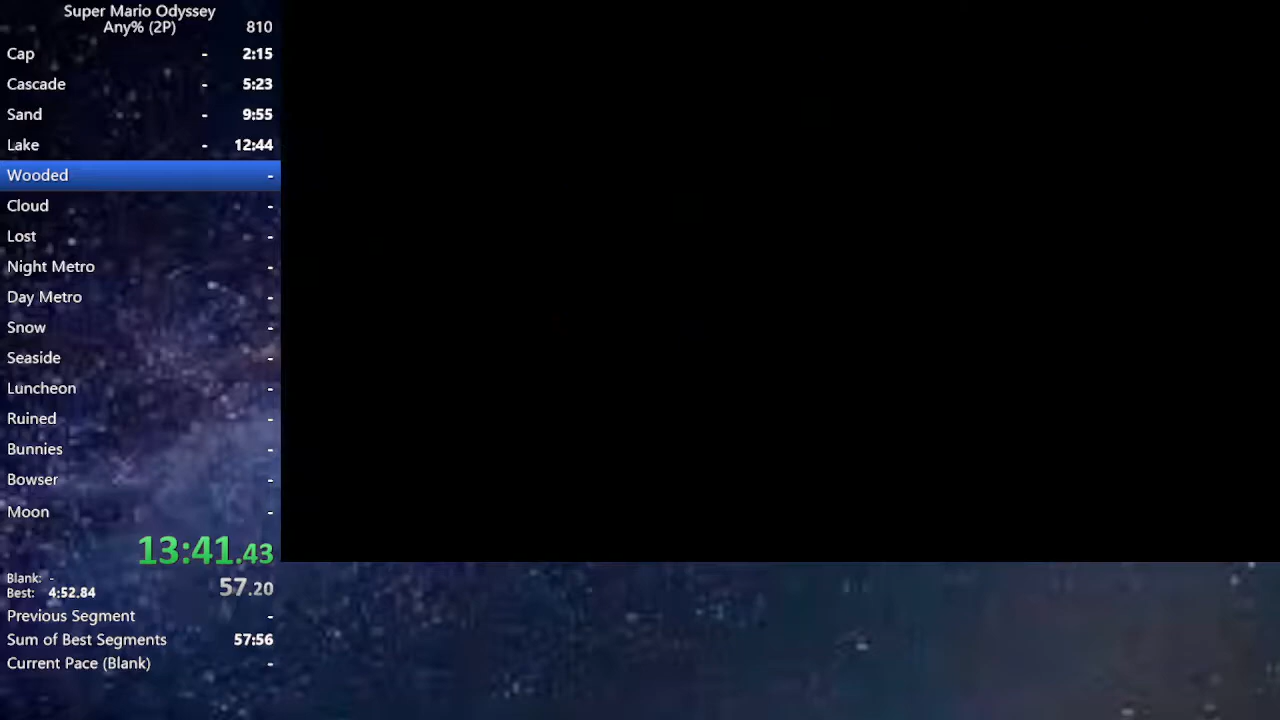 Super Mario Odyssey
Any% (2P) 810
Cap - 2:15
Cascade - 5:23
Sand - 9:55
Lake - 12:44
Wooded -
Cloud -
Lost -
Night Metro -
Day Metro -
Snow -
Seaside -
Luncheon -
Ruined -
Bunnies -
Bowser -
Moon -
13:41.43
Blank: -
Best: 4:52.84 57.20
Previous Segment -
Sum of Best Segments 57:56
Current Pace (Blank) -